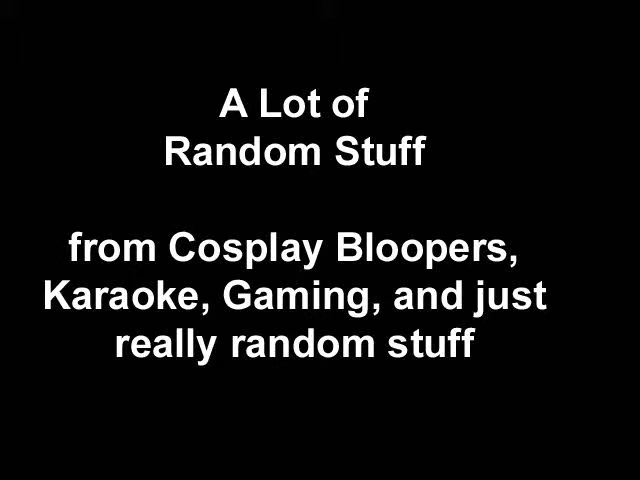 A Lot of
Random Stuff
from Cosplay Bloopers,
Karaoke, Gaming, and just
really random stuff